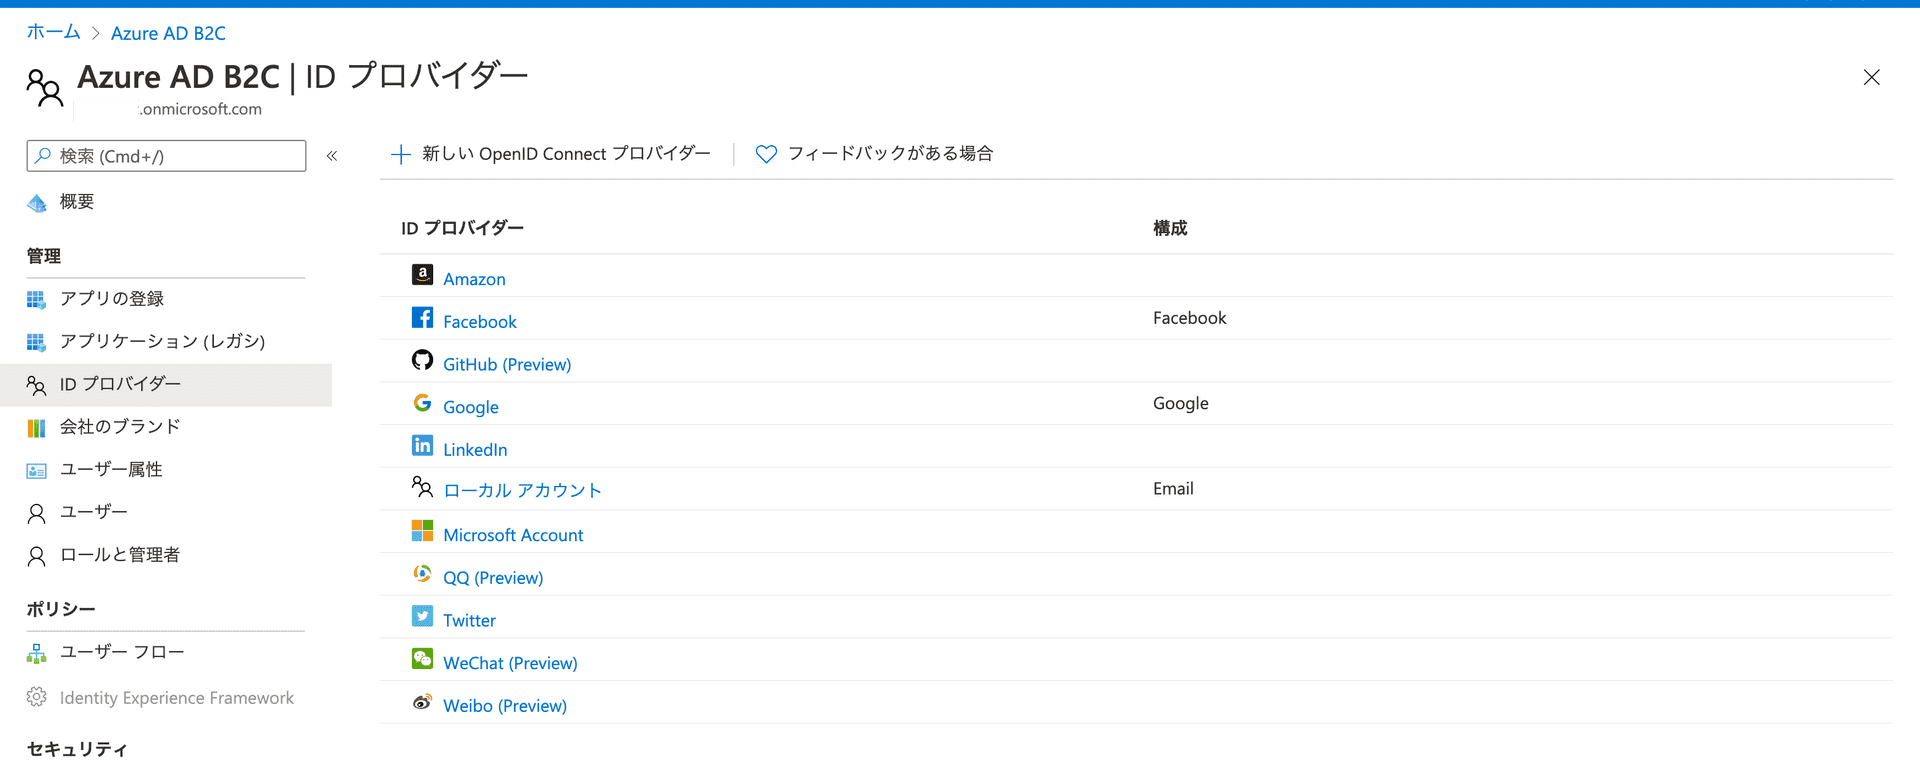 ホーム > Azure AD B2C
Azure AD B2C | ID プロバイダー
.onmicrosoft.com
検索 (Cmd+/)
«
概要
管理
アプリの登録
アプリケーション (レガシ)
ID プロバイダー
会社のブランド
ユーザー属性
ユーザー
ロールと管理者
ポリシー
ユーザー フロー
Identity Experience Framework
セキュリティ
新しい OpenID Connect プロバイダー
フィードバックがある場合
ID プロバイダー 構成
Amazon
Facebook Facebook
GitHub (Preview)
Google Google
LinkedIn
ローカル アカウント Email
Microsoft Account
QQ (Preview)
Twitter
WeChat (Preview)
Weibo (Preview)